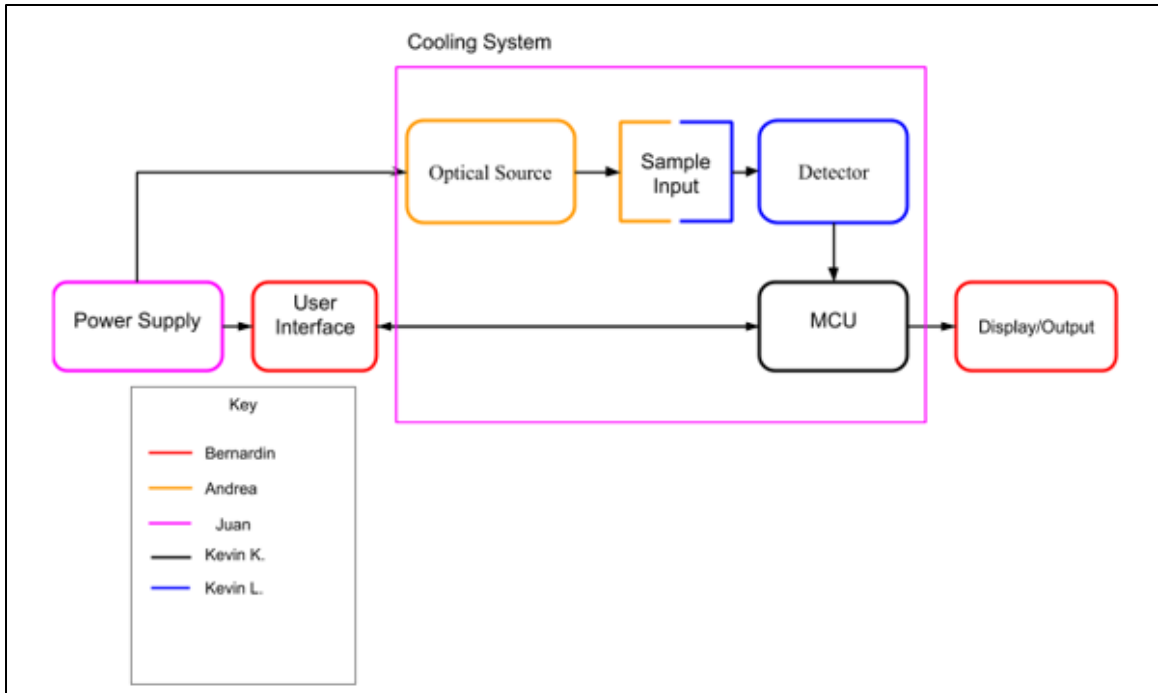 Cooling System
Optical Source
Sample
Input
Detector
Power Supply
User
Interface
MCU
Display/Output
Key
Bernardin
Andrea
Juan
Kevin K.
Kevin L.